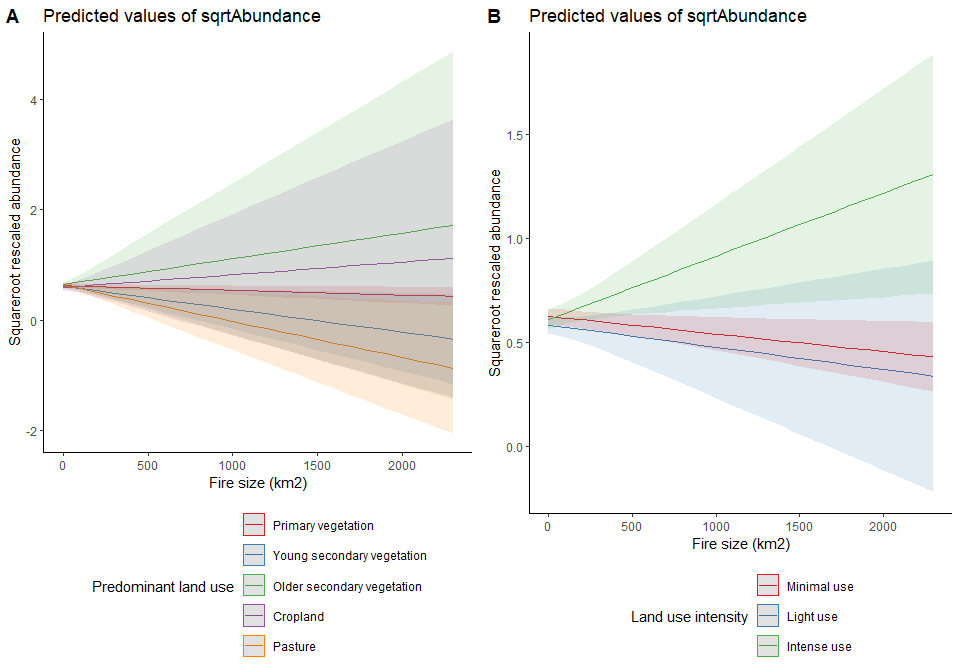 A
Predicted values of sqrtAbundance
Squareroot rescaled abundance
4
2
0
-2
0
500
1000
1500
2000
Fire size (km2)
Predominant land use
Primary vegetation
Young secondary vegetation
Older secondary vegetation
Cropland
Pasture
B
Predicted values of sqrtAbundance
Squareroot rescaled abundance
1.5
1.0
0.5
0.0
0
500
1000
1500
2000
Fire size (km2)
Land use intensity
Minimal use
Light use
Intense use